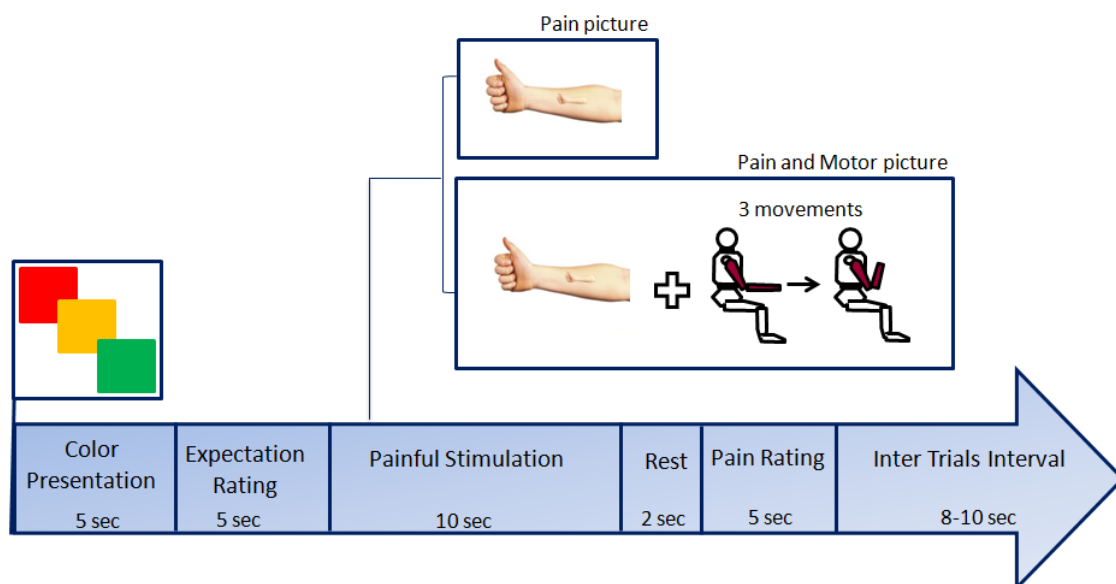 Pain picture
Pain and Motor picture
3 movements
Color
Presentation
5 sec
Expectation
Rating
5 sec
Painful Stimulation
10 sec
Rest
2 sec
Pain Rating
5 sec
Inter Trials Interval
8-10 sec